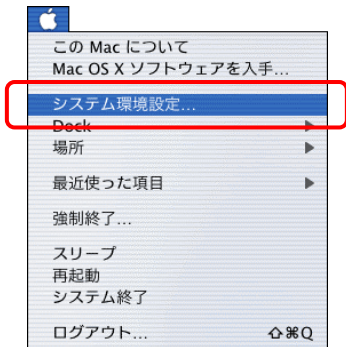 この Mac について
Mac OS X ソフトウェアを入手...
システム環境設定...
Dock
場所
最近使った項目
強制終了...
スリープ
再起動
システム終了
ログアウト... ⇧⌘Q